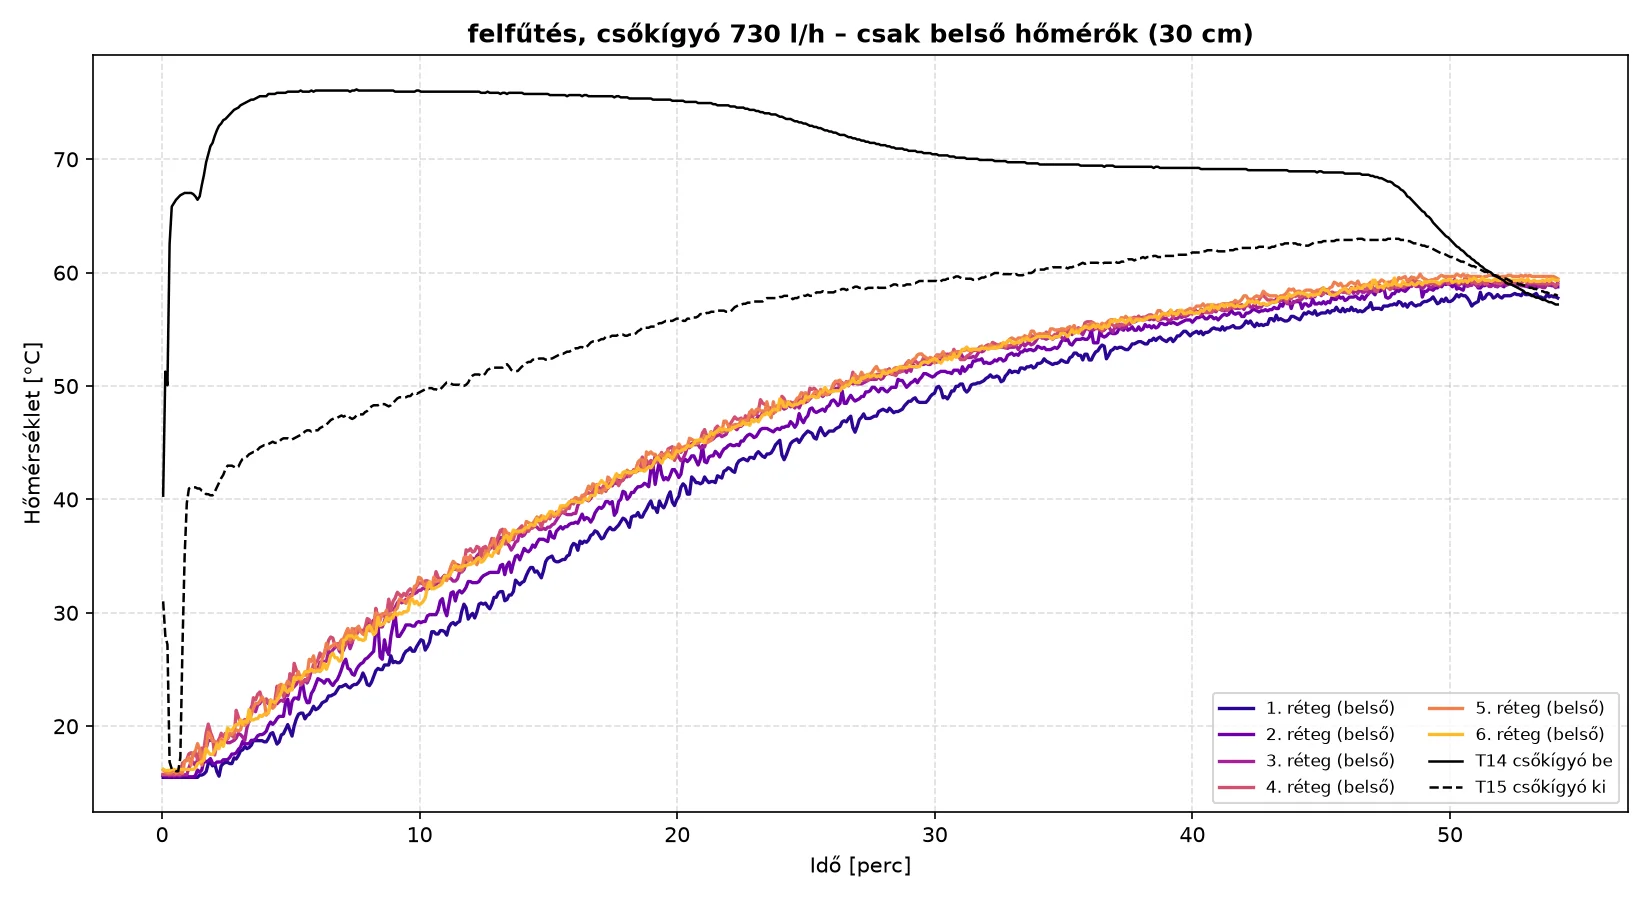 felfűtés, csőkígyó 730 l/h – csak belső hőmérők (30 cm)
Hőmérséklet [°C]
70
60
50
40
30
20
0 10 20 30 40 50
Idő [perc]
1. réteg (belső)
2. réteg (belső)
3. réteg (belső)
4. réteg (belső)
5. réteg (belső)
6. réteg (belső)
T14 csőkígyó be
T15 csőkígyó ki